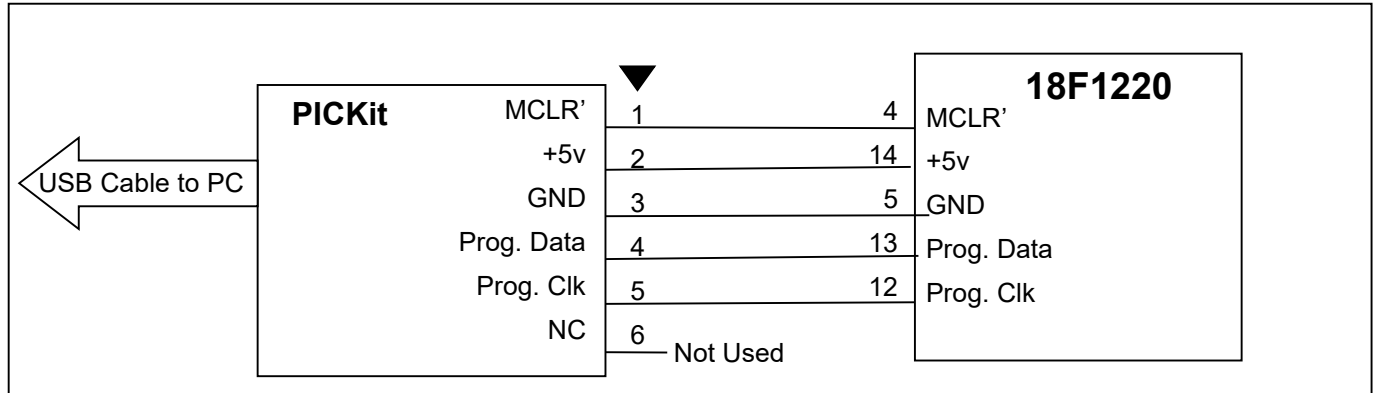 18F1220
PICKit MCLR’ 1 4 MCLR’
+5v 2 14 +5v
USB Cable to PC
GND 3 5 GND
Prog. Data 4 13 Prog. Data
Prog. Clk 5 12 Prog. Clk
NC 6 Not Used